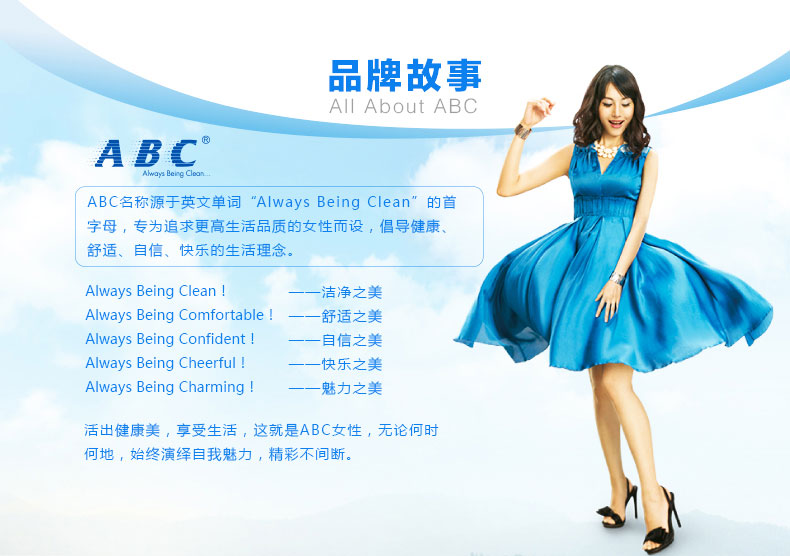 品牌故事
All About ABC
ABC®
Always Being Clean...
ABC名称源于英文单词“Always Being Clean”的首
字母，专为追求更高生活品质的女性而设，倡导健康、
舒适、自信、快乐的生活理念。
Always Being Clean！ ——洁净之美
Always Being Comfortable！ ——舒适之美
Always Being Confident！ ——自信之美
Always Being Cheerful！ ——快乐之美
Always Being Charming！ ——魅力之美
活出健康美，享受生活，这就是ABC女性，无论何时
何地，始终演绎自我魅力，精彩不间断。